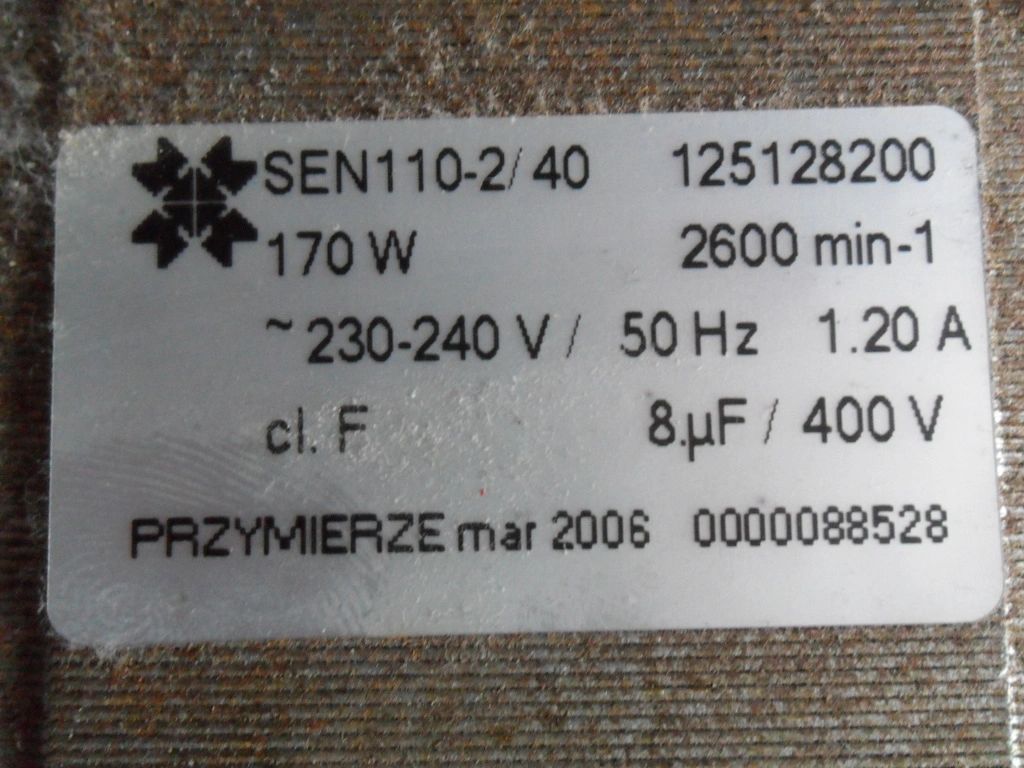 SEN110-2/ 40 125128200
170 W 2600 min-1
~ 230-240 V / 50 Hz 1.20 A
cl. F 8.µF / 400 V
PRZYMIERZE mar 2006 0000088528